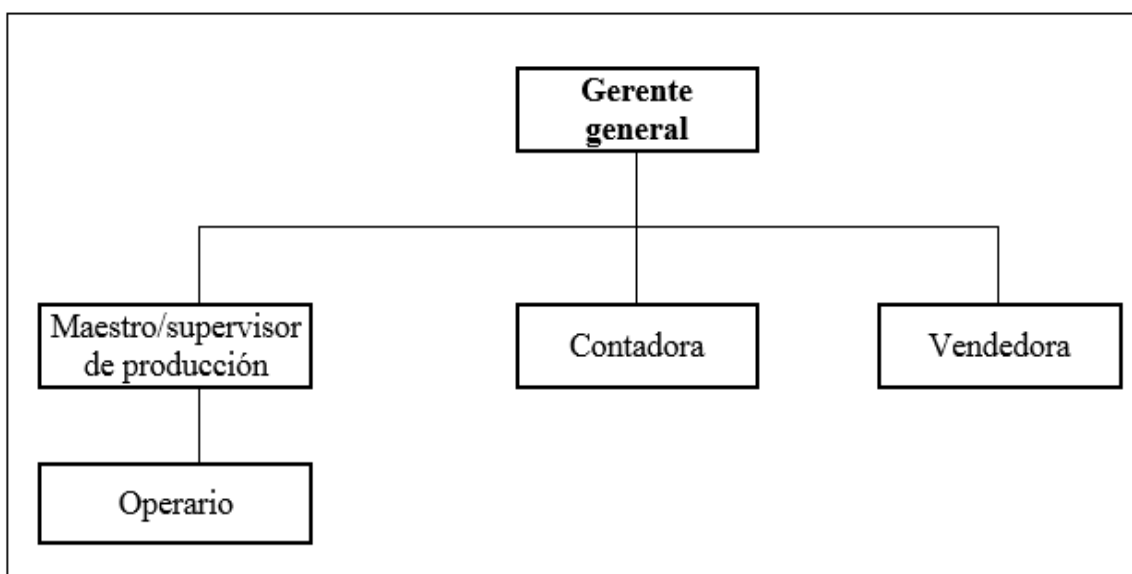 Gerente
general
Maestro/supervisor
de producción
Contadora
Vendedora
Operario